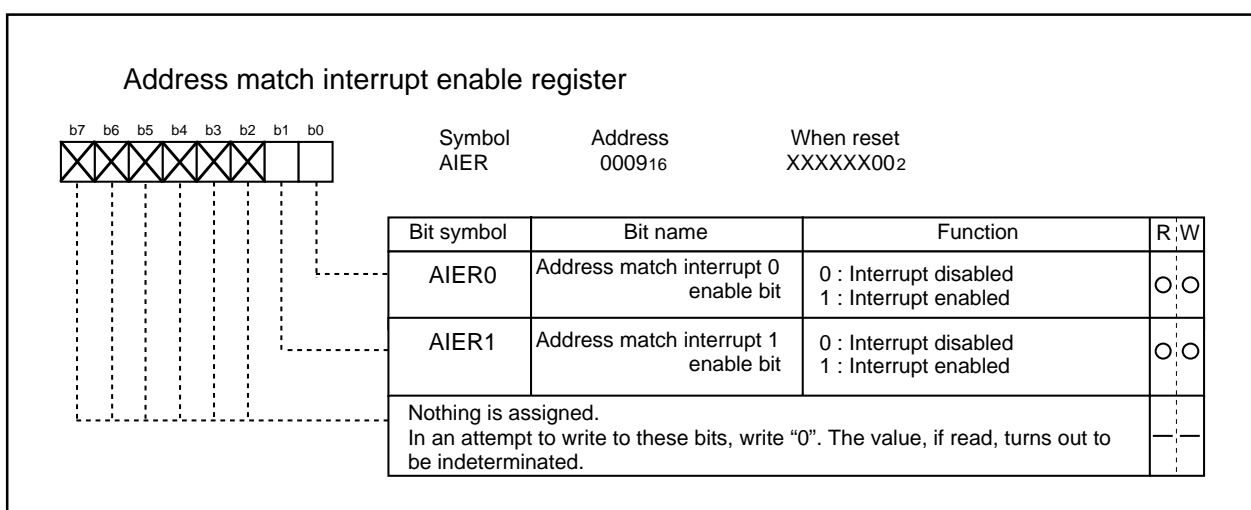 Address match interrupt enable register
b7 b6 b5 b4 b3 b2 b1 b0
Symbol Address When reset
AIER 000916 XXXXXX002
Bit symbol Bit name Function R W
AIER0 Address match interrupt 0 enable bit 0 : Interrupt disabled
1 : Interrupt enabled
AIER1 Address match interrupt 1 enable bit 0 : Interrupt disabled
1 : Interrupt enabled
Nothing is assigned.
In an attempt to write to these bits, write “0”. The value, if read, turns out to
be indeterminated.